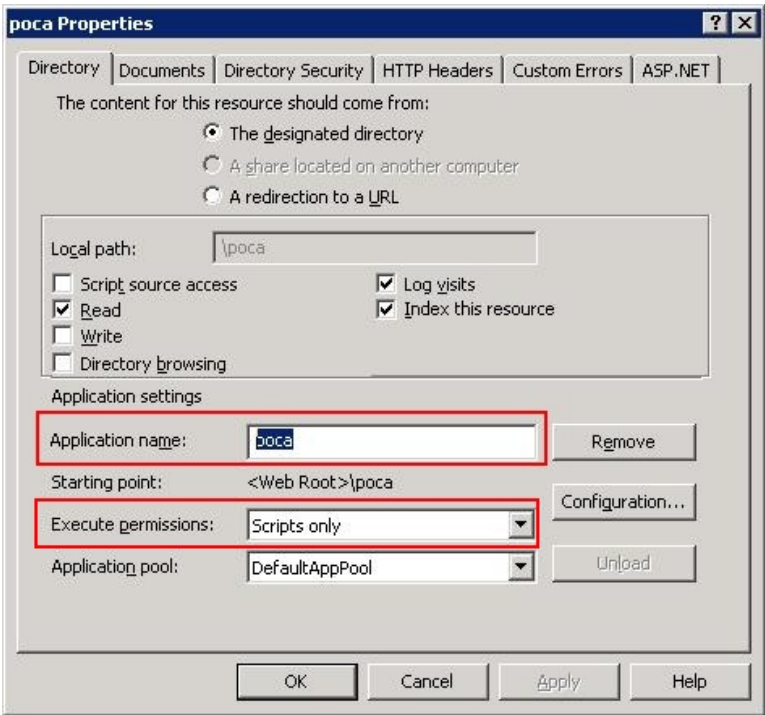 poca Properties
Directory Documents Directory Security HTTP Headers Custom Errors ASP.NET
The content for this resource should come from:
The designated directory
A share located on another computer
A redirection to a URL
Local path: \poca
Script source access Log visits
Read Index this resource
Write
Directory browsing
Application settings
Application name: poca Remove
Starting point: <Web Root>\poca
Configuration...
Execute permissions: Scripts only
Application pool: DefaultAppPool Unload
OK Cancel Apply Help